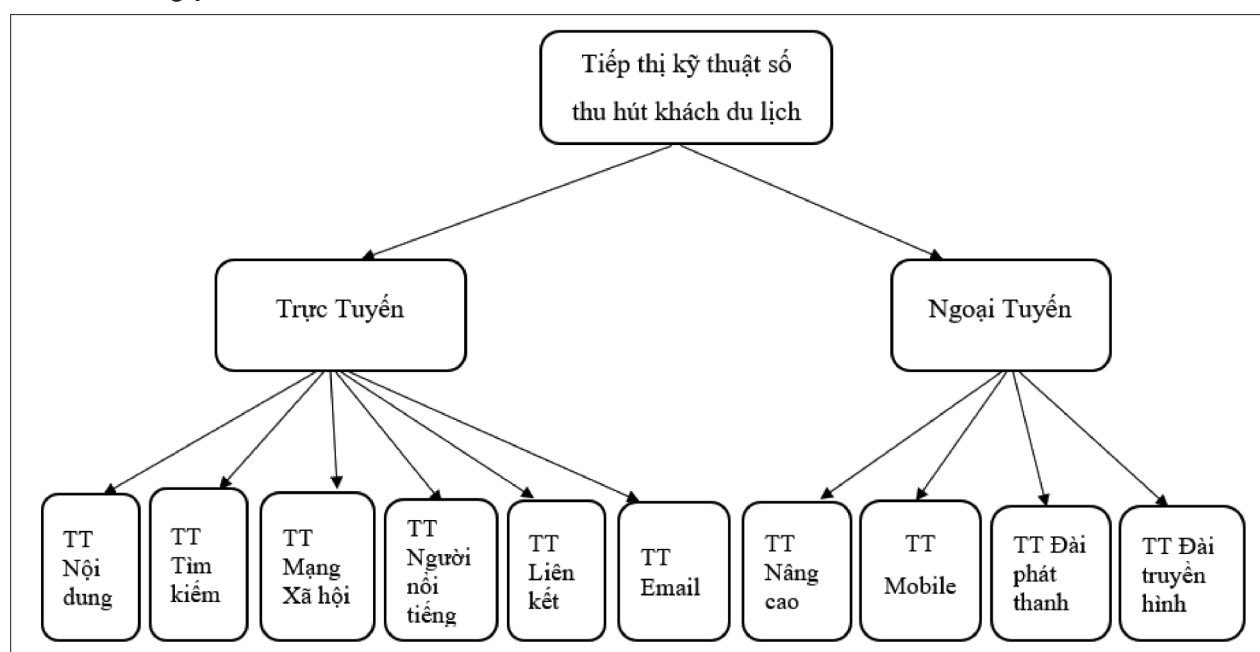 Tiếp thị kỹ thuật số
thu hút khách du lịch
Trực Tuyến
Ngoại Tuyến
TT
Nội
dung
TT
Tìm
kiếm
TT
Mạng
Xã hội
TT
Người
nổi
tiếng
TT
Liên
kết
TT
Email
TT
Nâng
cao
TT
Mobile
TT Đài
phát
thanh
TT Đài
truyền
hình